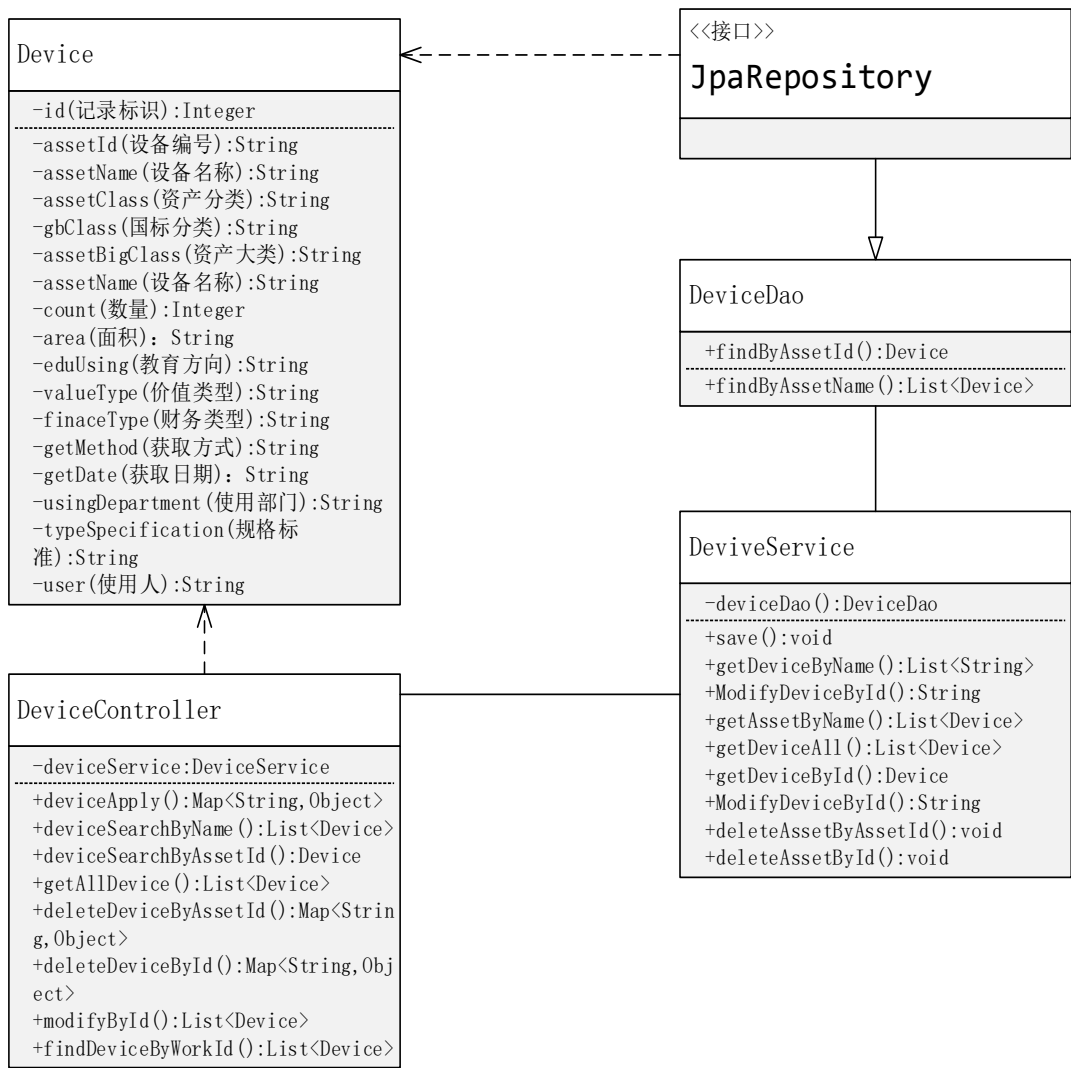 Device
-id(记录标识):Integer
-assetId(设备编号):String
-assetName(设备名称):String
-assetClass(资产分类):String
-gbClass(国标分类):String
-assetBigClass(资产大类):String
-assetName(设备名称):String
-count(数量):Integer
-area(面积)：String
-eduUsing(教育方向):String
-valueType(价值类型):String
-finaceType(财务类型):String
-getMethod(获取方式):String
-getDate(获取日期)：String
-usingDepartment(使用部门):String
-typeSpecification(规格标
准):String
-user(使用人):String
<<接口>>
JpaRepository
DeviceDao
+findByAssetId():Device
+findByAssetName():List<Device>
DeviveService
-deviceDao():DeviceDao
+save():void
+getDeviceByName():List<String>
+ModifyDeviceById():String
+getAssetByName():List<Device>
+getDeviceAll():List<Device>
+getDeviceById():Device
+ModifyDeviceById():String
+deleteAssetByAssetId():void
+deleteAssetById():void
DeviceController
-deviceService:DeviceService
+deviceApply():Map<String,Object>
+deviceSearchByName():List<Device>
+deviceSearchByAssetId():Device
+getAllDevice():List<Device>
+deleteDeviceByAssetId():Map<Strin
g,Object>
+deleteDeviceById():Map<String,Obj
ect>
+modifyById():List<Device>
+findDeviceByWorkId():List<Device>